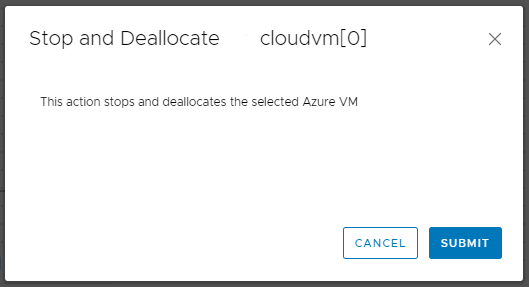 Stop and Deallocate cloudvm[0]
This action stops and deallocates the selected Azure VM
CANCEL SUBMIT